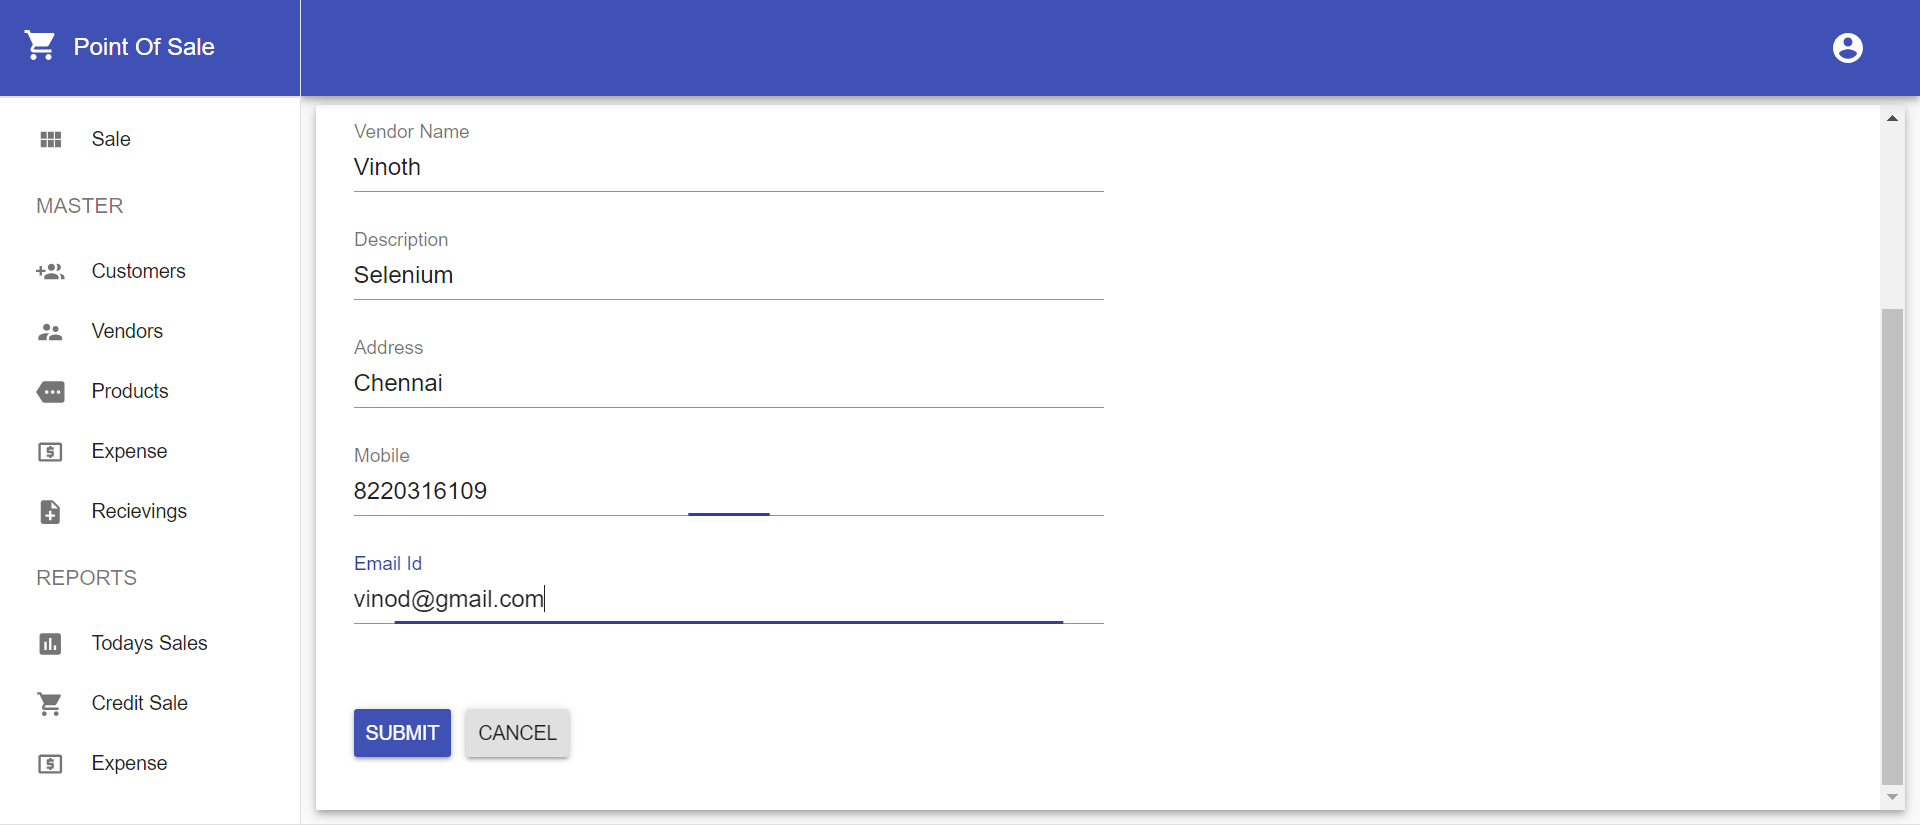 Point Of Sale
Sale
MASTER
Customers
Vendors
Products
Expense
Recievings
REPORTS
Todays Sales
Credit Sale
Expense
Vendor Name
Vinoth
Description
Selenium
Address
Chennai
Mobile
8220316109
Email Id
vinod@gmail.com
SUBMIT CANCEL